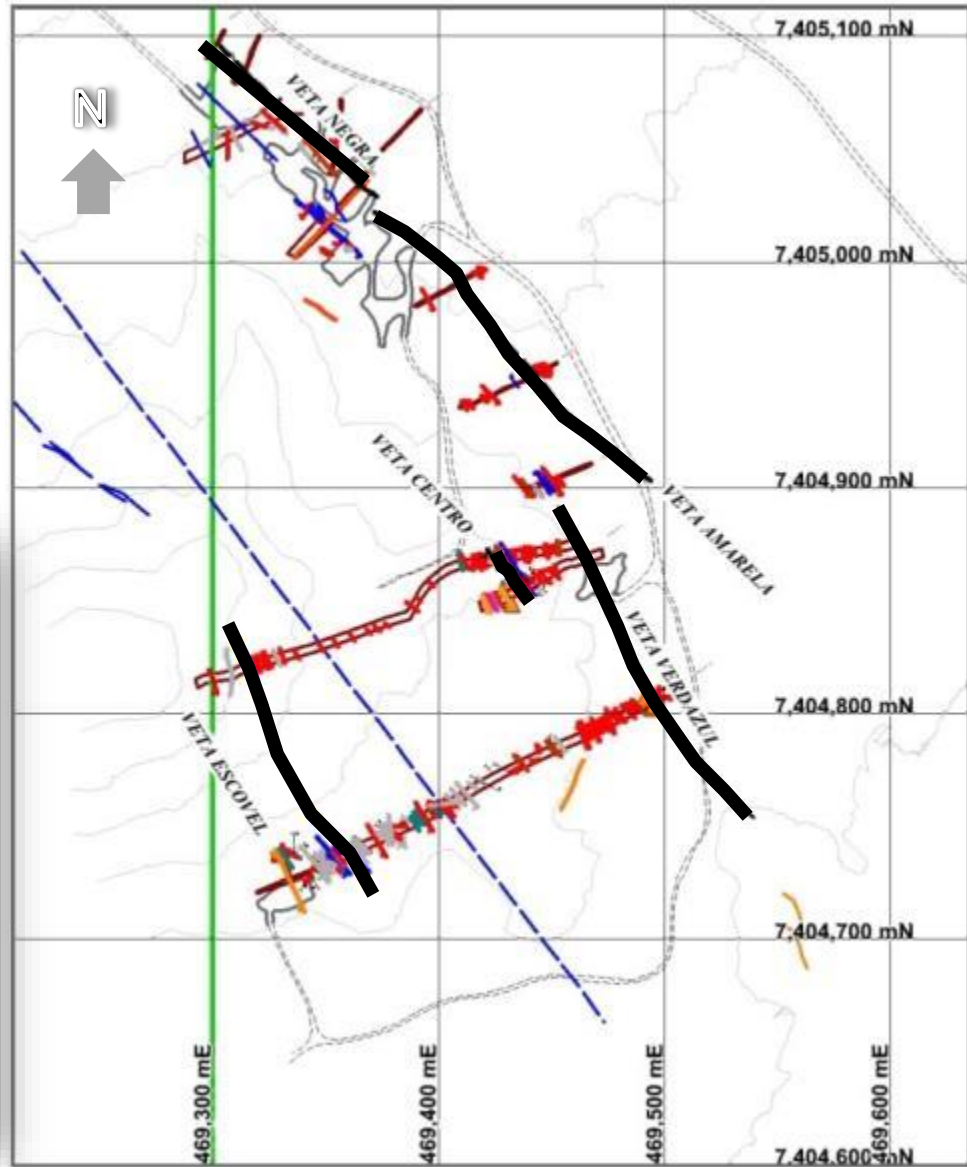 7,405,100 mN
N
VETA NEGRA
7,405,000 mN
VETA CENTRO
7,404,900 mN
VETA AMARELA
VETA VERDAZUL
7,404,800 mN
VETA ESCOVEL
7,404,700 mN
469,300 mE
469,400 mE
469,500 mE
469,600 mE
7,404,600 mN